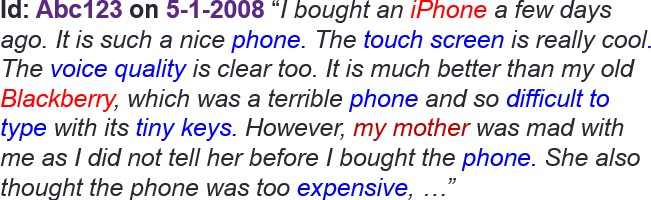 Id: Abc123 on 5-1-2008 “I bought an iPhone a few days
ago. It is such a nice phone. The touch screen is really cool.
The voice quality is clear too. It is much better than my old
Blackberry, which was a terrible phone and so difficult to
type with its tiny keys. However, my mother was mad with
me as I did not tell her before I bought the phone. She also
thought the phone was too expensive, …”